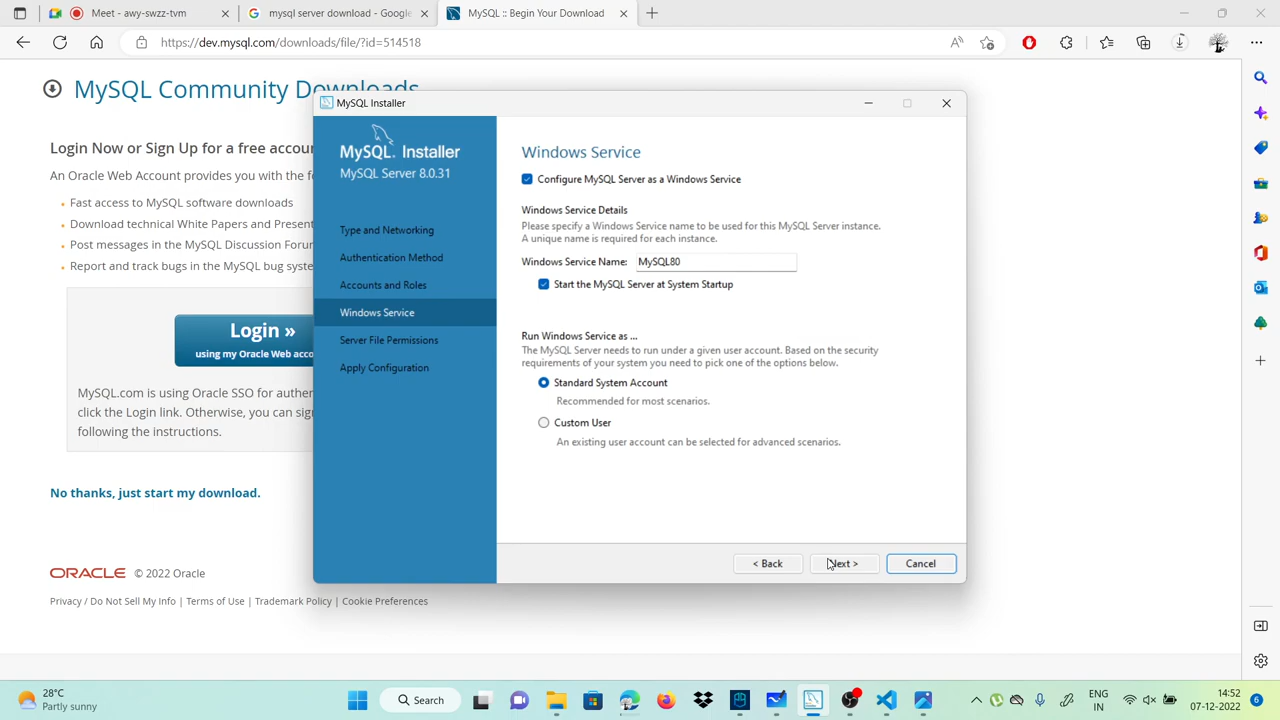 Meet - awy-swzz-tvm
mysql server download - Google
MySQL :: Begin Your Download
https://dev.mysql.com/downloads/file/?id=514518
MySQL Community Downloads
Login Now or Sign Up for a free accoun
An Oracle Web Account provides you with the fo
Fast access to MySQL software downloads
Download technical White Papers and Present
Post messages in the MySQL Discussion Foru
Report and track bugs in the MySQL bug syste
Login »
using my Oracle Web acco
MySQL.com is using Oracle SSO for authen
click the Login link. Otherwise, you can sig
following the instructions.
No thanks, just start my download.
ORACLE © 2022 Oracle
Privacy / Do Not Sell My Info | Terms of Use | Trademark Policy | Cookie Preferences
MySQL Installer
MySQL. Installer
MySQL Server 8.0.31
Type and Networking
Authentication Method
Accounts and Roles
Windows Service
Server File Permissions
Apply Configuration
Windows Service
Configure MySQL Server as a Windows Service
Windows Service Details
Please specify a Windows Service name to be used for this MySQL Server instance.
A unique name is required for each instance.
Windows Service Name: MySQL80
Start the MySQL Server at System Startup
Run Windows Service as ...
The MySQL Server needs to run under a given user account. Based on the security
requirements of your system you need to pick one of the options below.
Standard System Account
Recommended for most scenarios.
Custom User
An existing user account can be selected for advanced scenarios.
< Back
Next >
Cancel
28°C
Partly sunny
Search
ENG
IN
14:52
07-12-2022
6